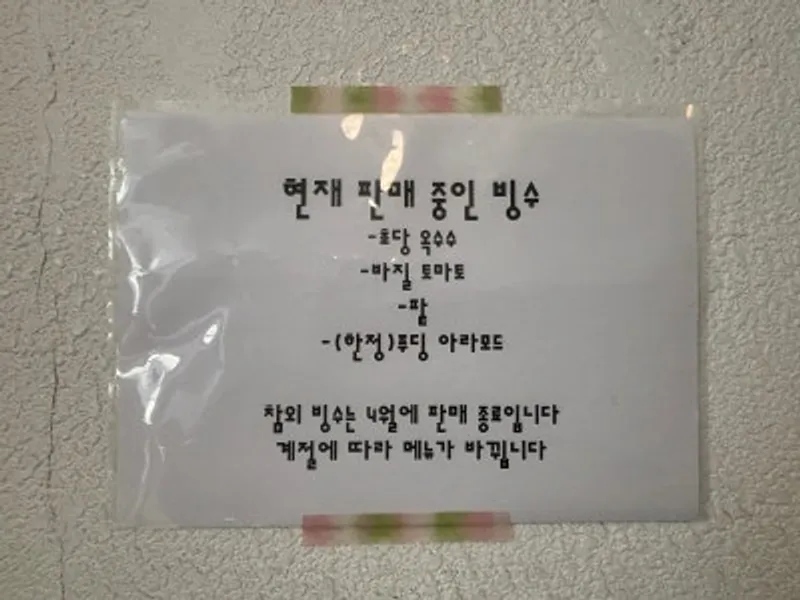 현재 판매 중인 빙수
-초당 옥수수
-바질 토마토
-팥
-(한정)푸딩 아라모드
참외 빙수는 4월에 판매 종료입니다
계절에 따라 메뉴가 바뀝니다